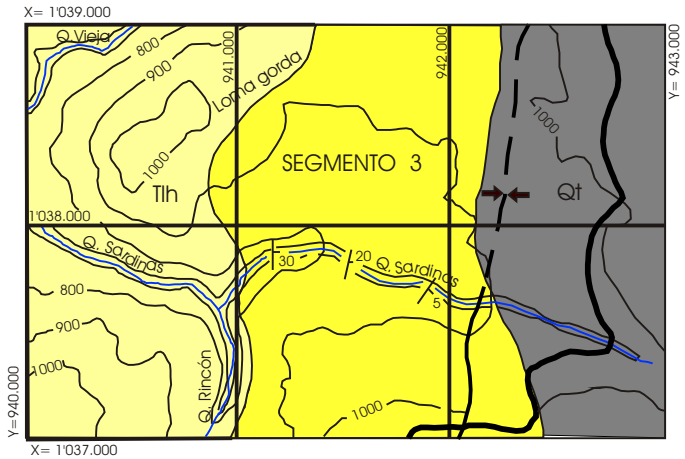 X= 1'039.000
Q.Vieja
800
900
1000
Loma gorda
941.000
942.000
Y= 943.000
1000
SEGMENTO 3
Tlh
Qt
1'038.000
Q. Sardinas
30
20
Q. Sardinas
5
800
900
1000
Q. Rincón
1000
Y= 940.000
X= 1'037.000